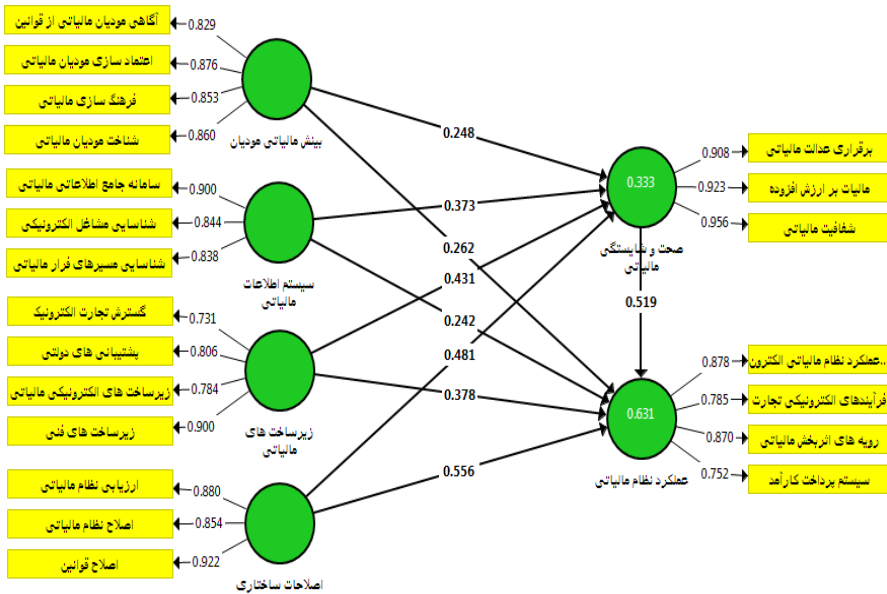 آگاهی مودیان مالیاتی از قوانین
0.829
اعتماد سازی مودیان مالیاتی
0.876
فرهنگ سازی مالیاتی
0.853
شناخت مودیان مالیاتی
0.860
بینش مالیاتی مودیان
سامانه جامع اطلاعاتی مالیاتی
0.900
شناسایی مشاغل الکترونیکی
0.844
شناسایی مسیرهای فرار مالیاتی
0.838
سیستم اطلاعات
مالیاتی
گسترش تجارت الکترونیک
0.731
پشتیبانی های دولتی
0.806
زیرساخت های الکترونیکی مالیاتی
0.784
زیرساخت های فنی
0.900
زیرساخت های
مالیاتی
ارزیابی نظام مالیاتی
0.880
اصلاح نظام مالیاتی
0.854
اصلاح قوانین
0.922
اصلاحات ساختاری
0.248
0.373
0.262
0.431
0.242
0.481
0.378
0.556
0.333
صحت و شایستگی
مالیاتی
0.519
0.631
عملکرد نظام مالیاتی
0.908
برقراری عدالت مالیاتی
0.923
مالیات بر ارزش افزوده
0.956
شفافیت مالیاتی
0.878
عملکرد نظام مالیاتی الکترون..
0.785
فرآیندهای الکترونیکی تجارت
0.870
رویه های اثربخش مالیاتی
0.752
سیستم پرداخت کارآمد